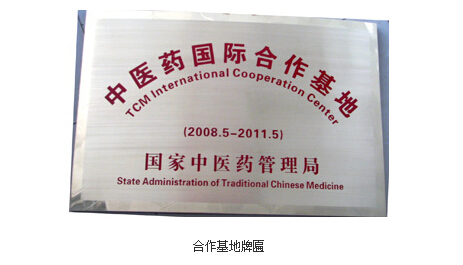 中医药国际合作基地
TCM International Cooperation Center
(2008.5-2011.5)
国家中医药管理局
State Administration of Traditional Chinese Medicine
合作基地牌匾